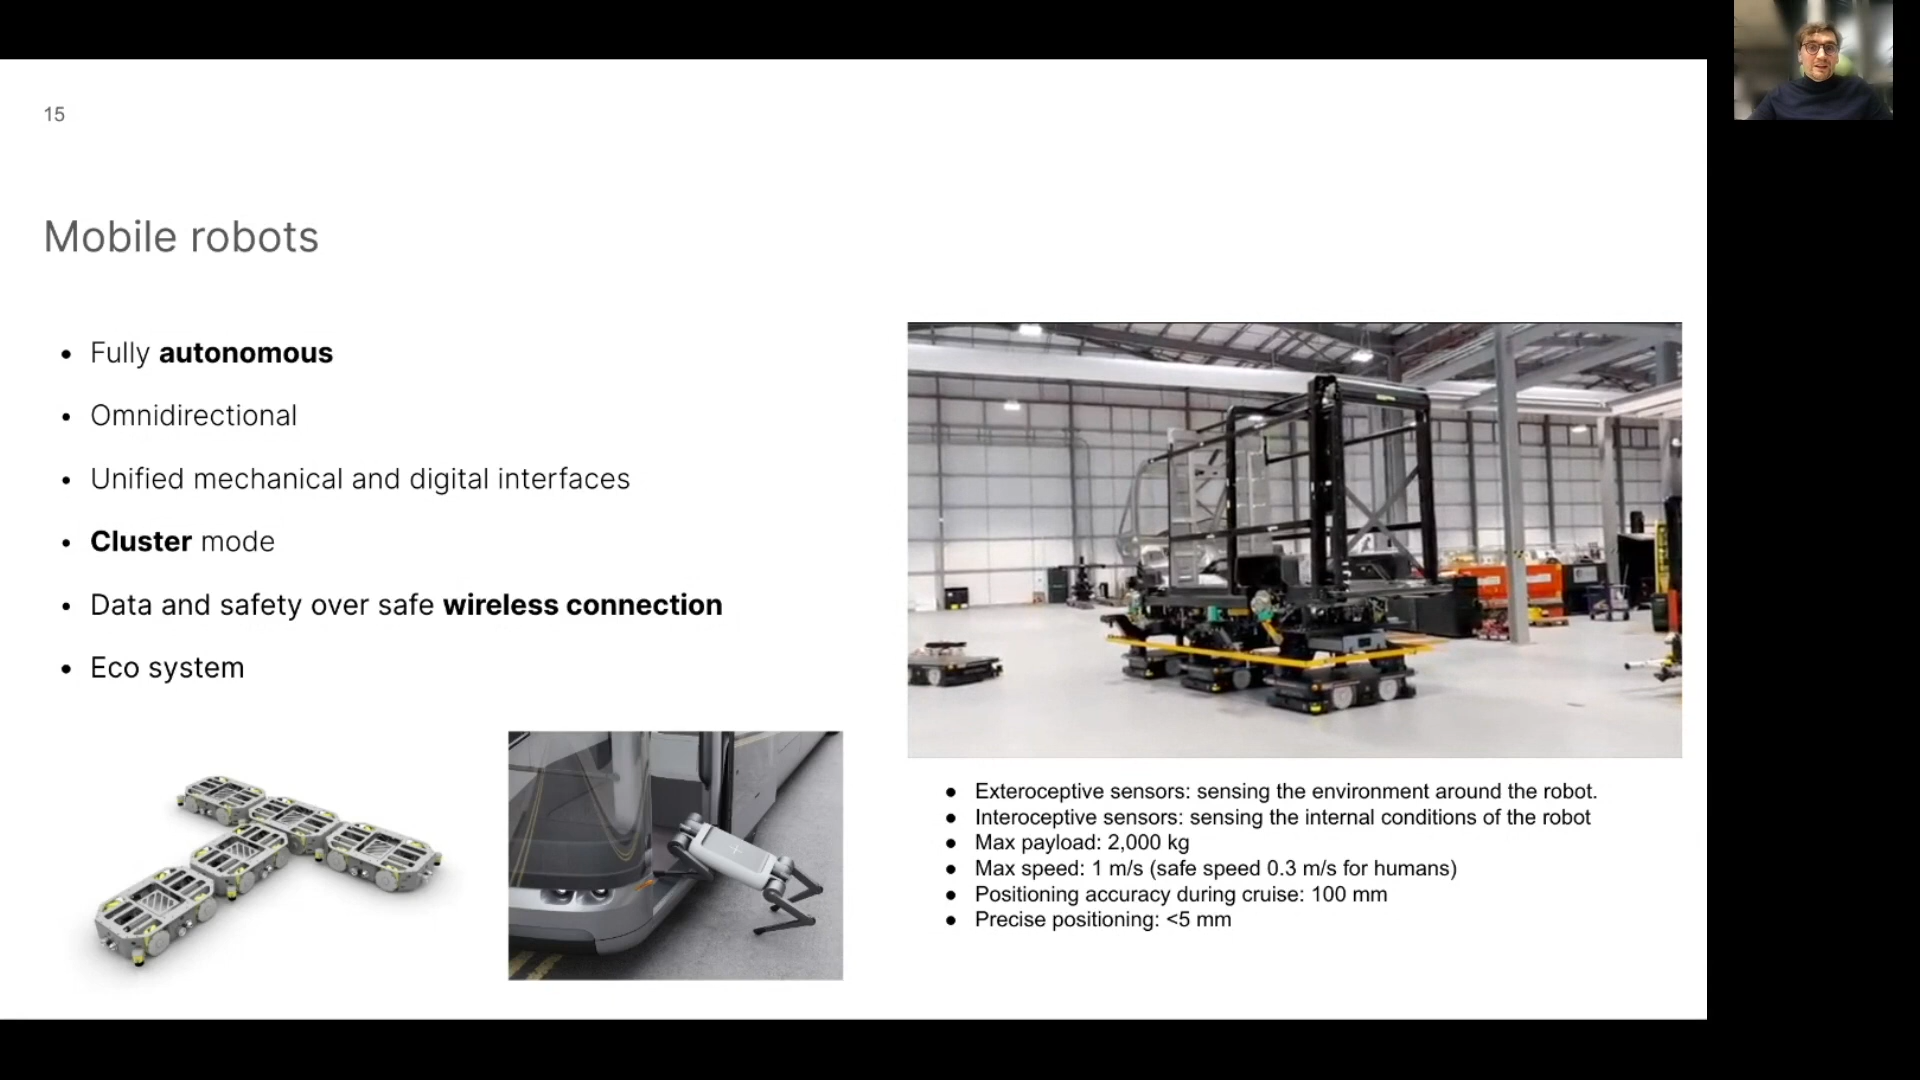 15
Mobile robots
• Fully autonomous
• Omnidirectional
• Unified mechanical and digital interfaces
• Cluster mode
• Data and safety over safe wireless connection
• Eco system
● Exteroceptive sensors: sensing the environment around the robot.
● Interoceptive sensors: sensing the internal conditions of the robot
● Max payload: 2,000 kg
● Max speed: 1 m/s (safe speed 0.3 m/s for humans)
● Positioning accuracy during cruise: 100 mm
● Precise positioning: <5 mm